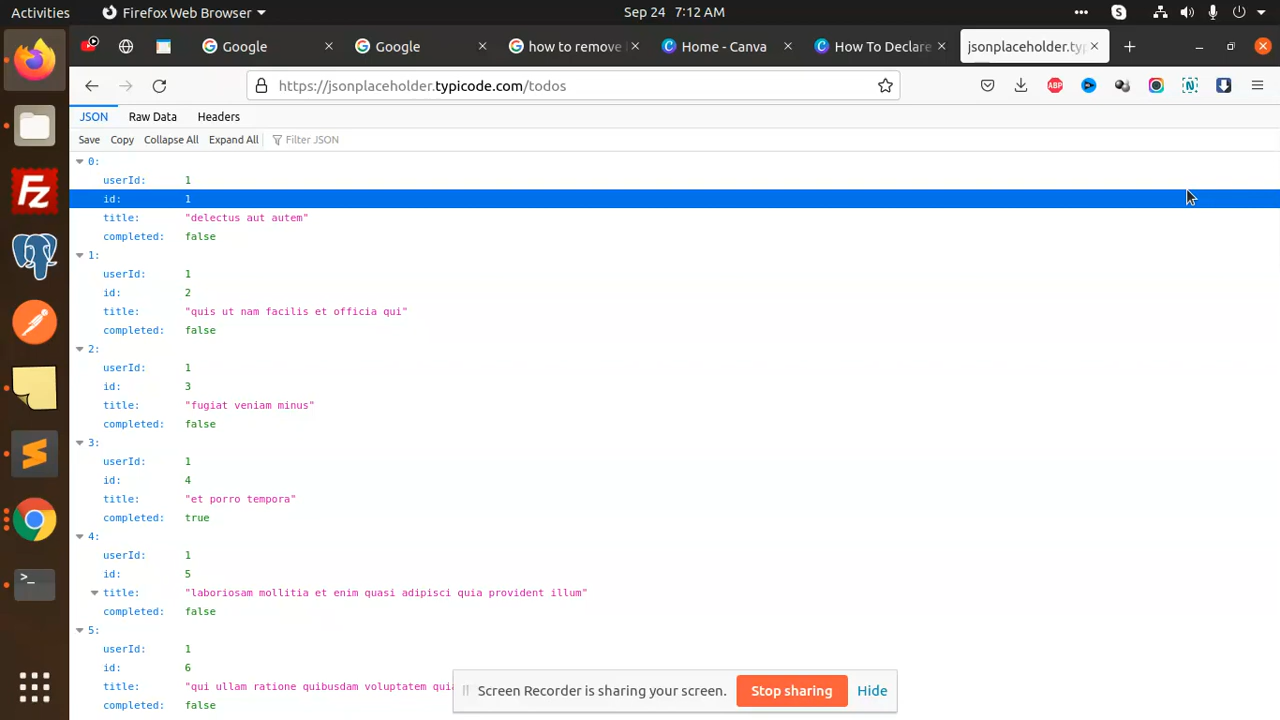 Activities Firefox Web Browser Sep 24 7:12 AM
Google Google how to remove Home - Canva How To Declare jsonplaceholder.typ
https://jsonplaceholder.typicode.com/todos ABP
JSON Raw Data Headers
Save Copy Collapse All Expand All Filter JSON
0:
userId: 1
id: 1
title: "delectus aut autem"
completed: false
1:
userId: 1
id: 2
title: "quis ut nam facilis et officia qui"
completed: false
2:
userId: 1
id: 3
title: "fugiat veniam minus"
completed: false
3:
userId: 1
id: 4
title: "et porro tempora"
completed: true
4:
userId: 1
id: 5
title: "laboriosam mollitia et enim quasi adipisci quia provident illum"
completed: false
5:
userId: 1
id: 6
title: "qui ullam ratione quibusdam voluptatem quia
completed: false
Screen Recorder is sharing your screen. Stop sharing Hide